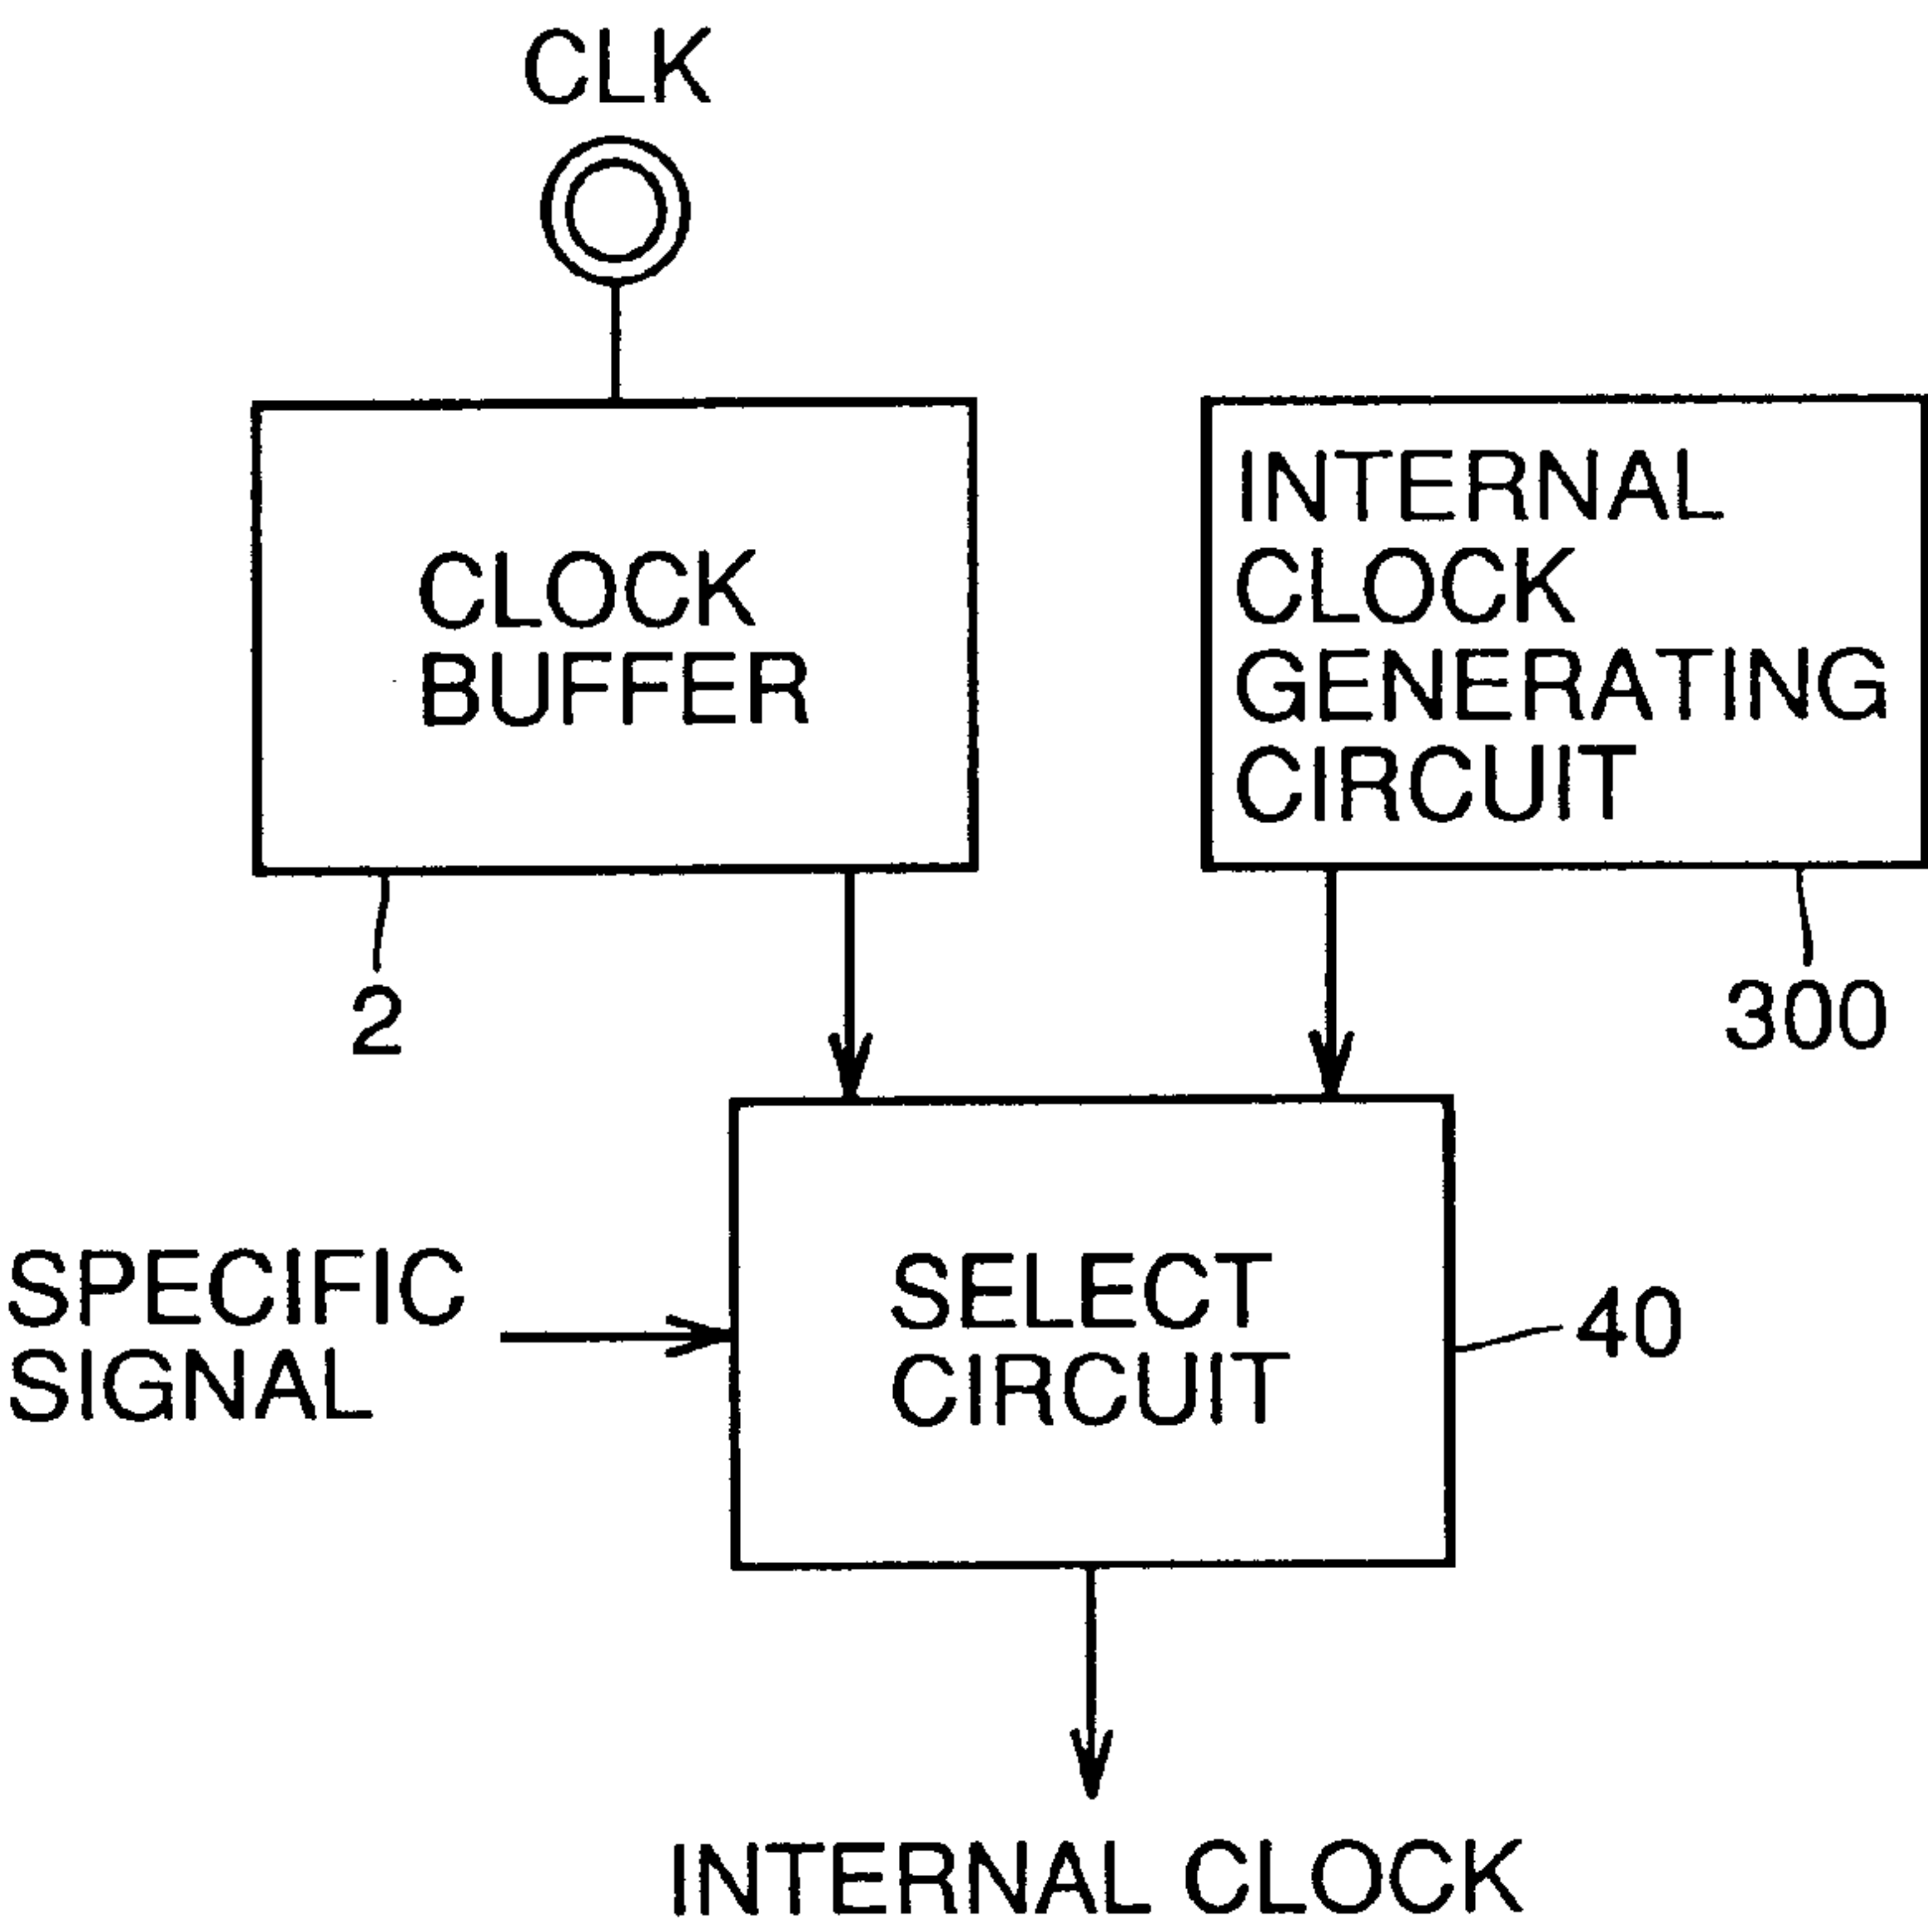 CLK
CLOCK
BUFFER
INTERNAL
CLOCK
GENERATING
CIRCUIT
2
300
SPECIFIC
SIGNAL
SELECT
CIRCUIT
40
INTERNAL CLOCK